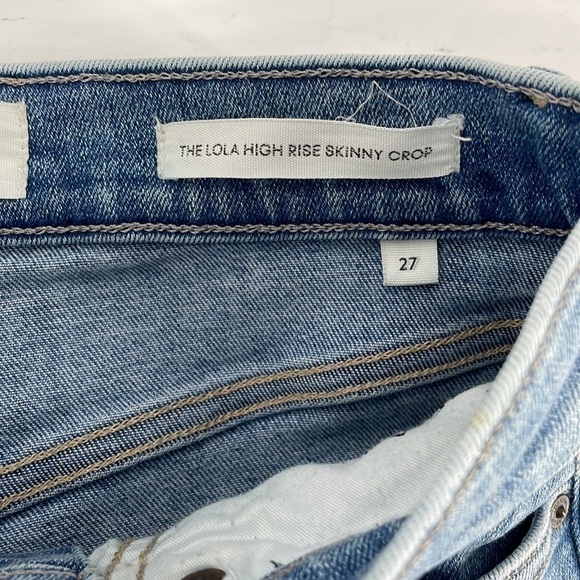 THE LOLA HIGH RISE SKINNY CROP
27